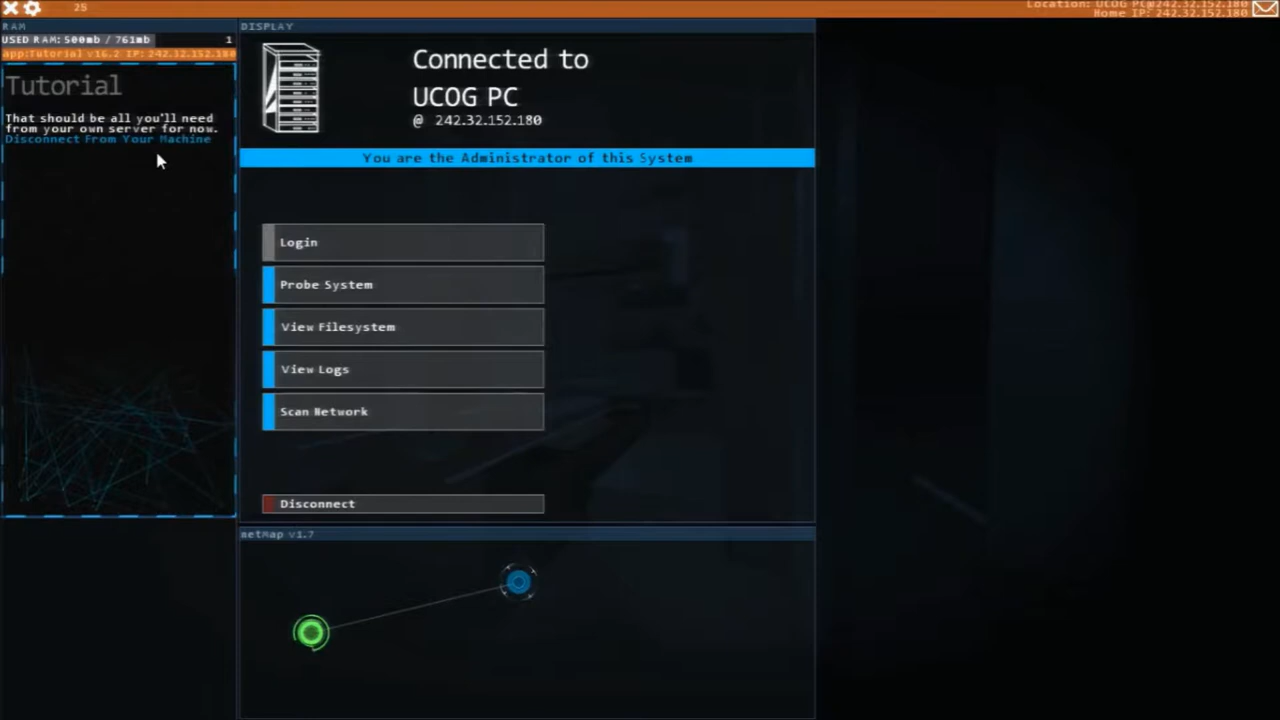 25
Location: UCOG PC@242.32.152.180
Home IP: 242.32.152.180
RAM
USED RAM: 500mb / 761mb 1
app:Tutorial v16.2 IP: 242.32.152.180
Tutorial
That should be all you'll need
from your own server for now.
Disconnect From Your Machine
DISPLAY
Connected to
UCOG PC
@ 242.32.152.180
You are the Administrator of this System
Login
Probe System
View Filesystem
View Logs
Scan Network
Disconnect
netMap v1.7